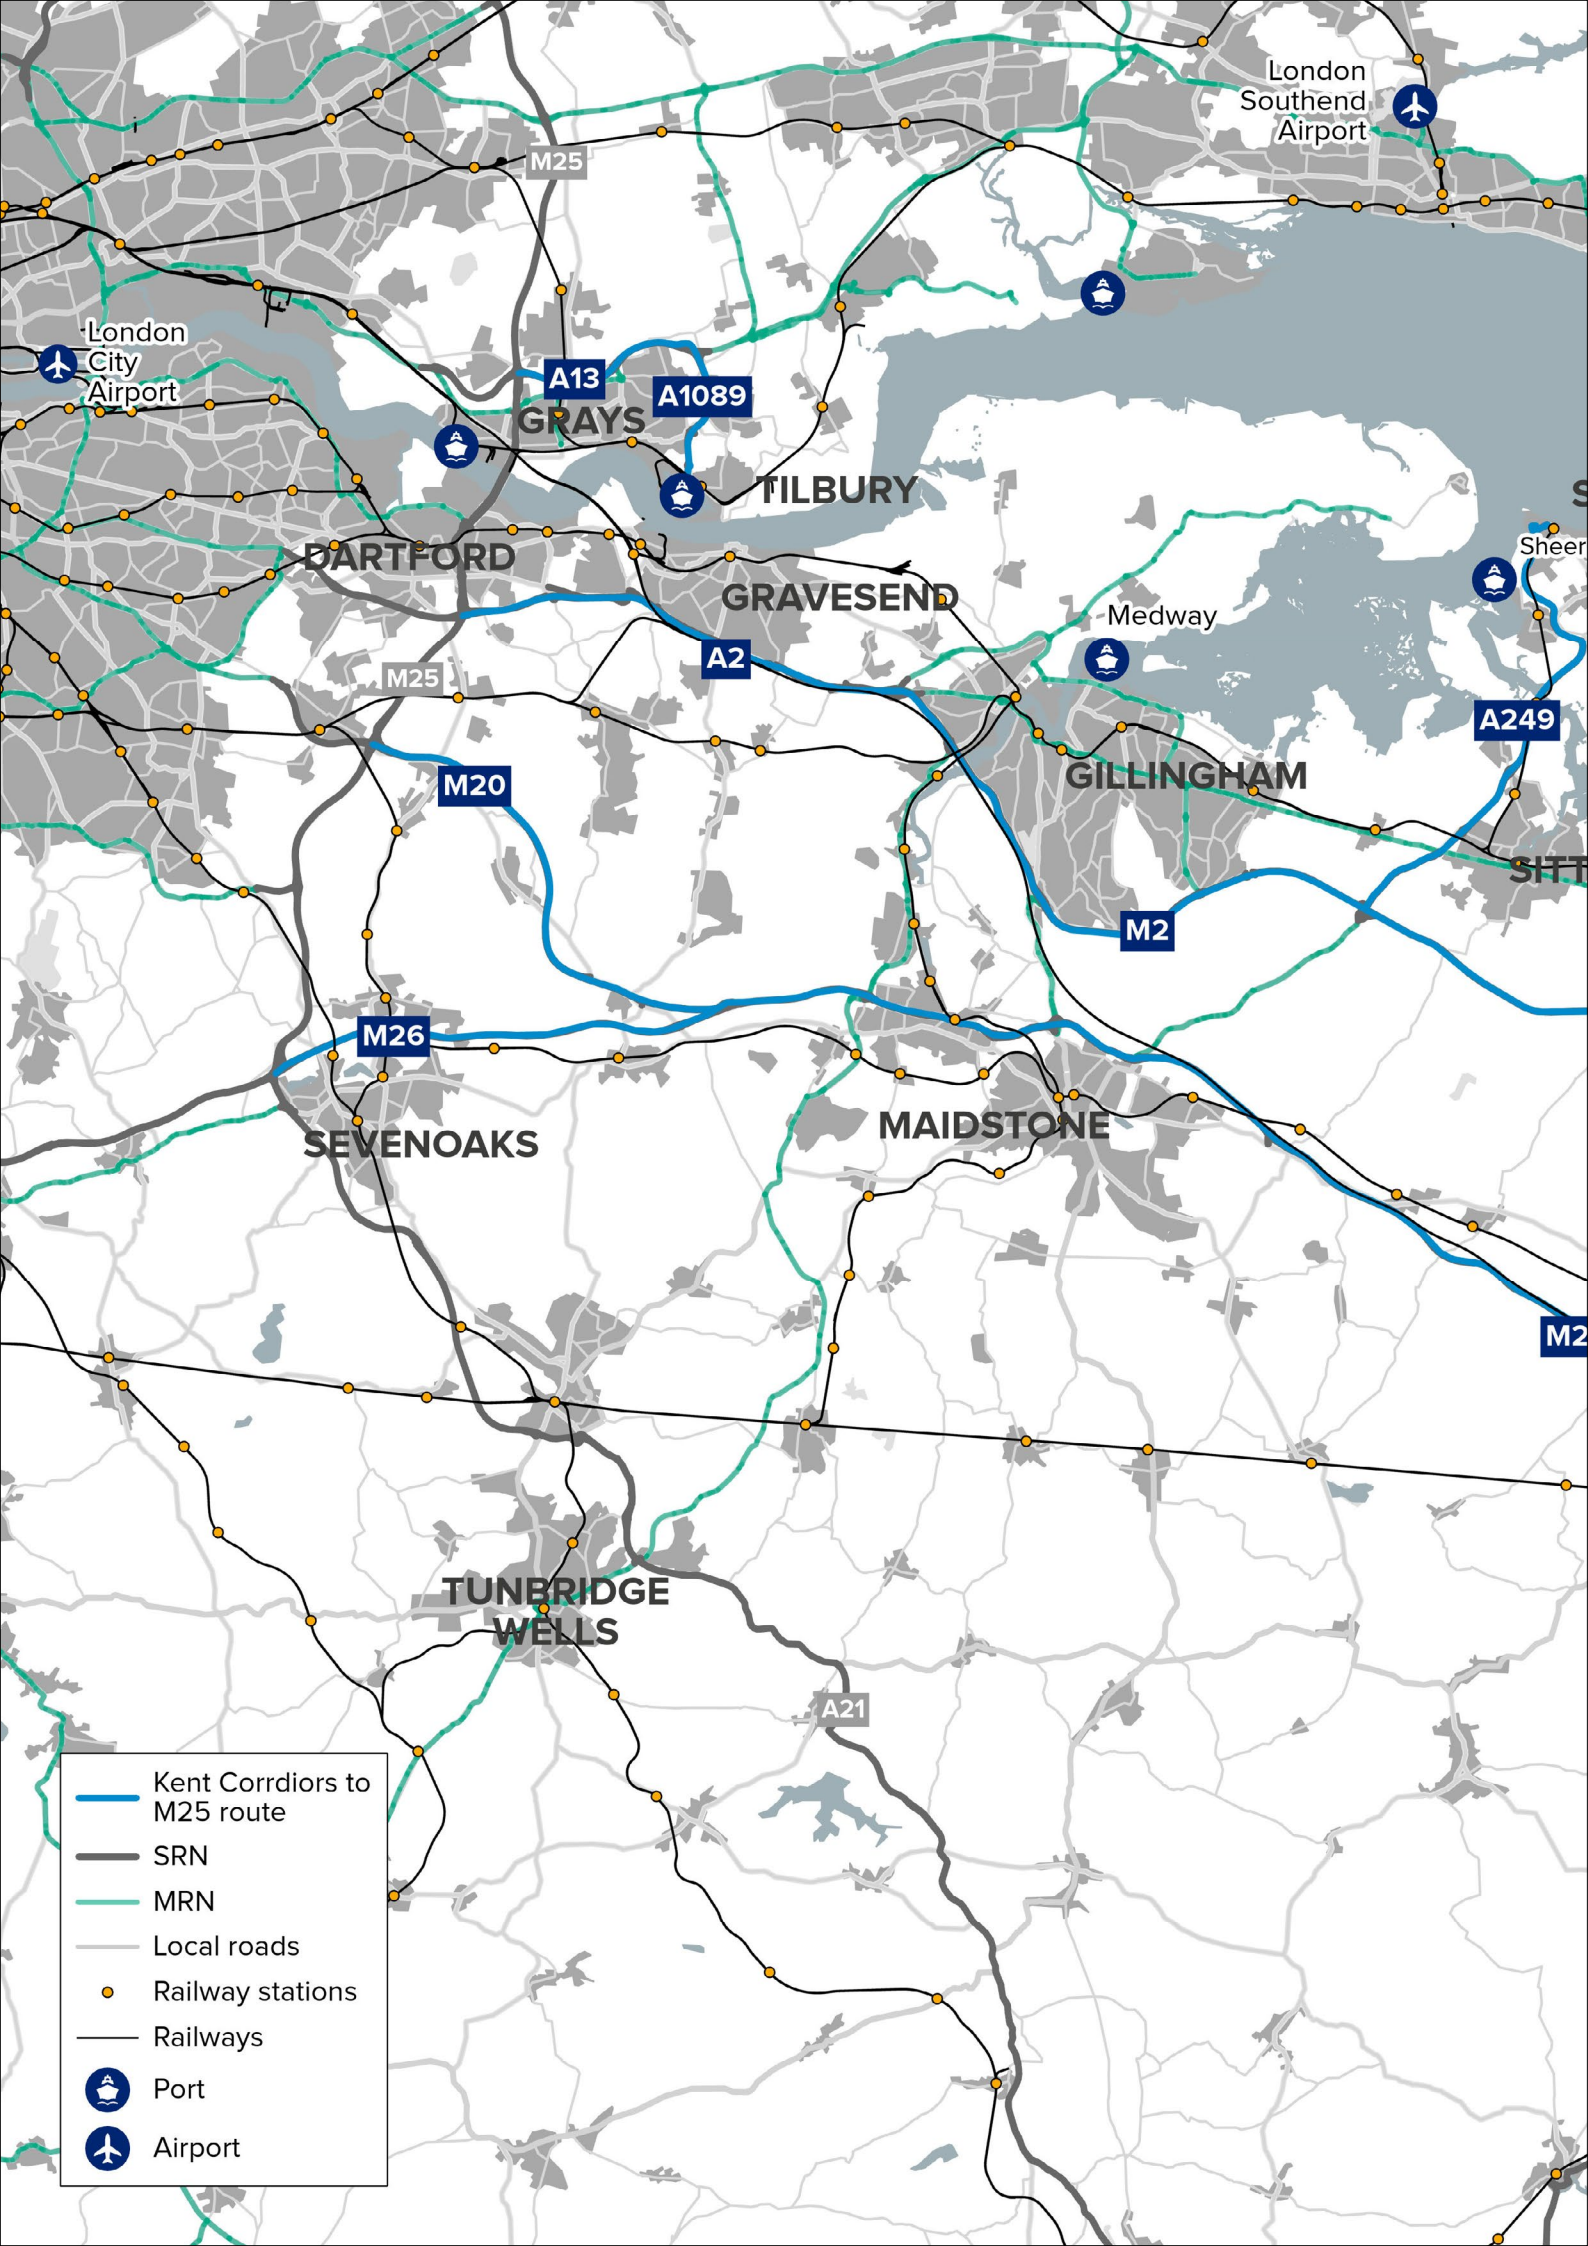 London
Southend
Airport
M25
London
City
Airport
A13
A1089
GRAYS
TILBURY
S
DARTFORD
Sheer
GRAVESEND
Medway
A2
M25
A249
M20
GILLINGHAM
SITT
M2
M26
MAIDSTONE
SEVENOAKS
M2
TUNBRIDGE
WELLS
A21
Kent Corrdiors to
M25 route
SRN
MRN
Local roads
Railway stations
Railways
Port
Airport